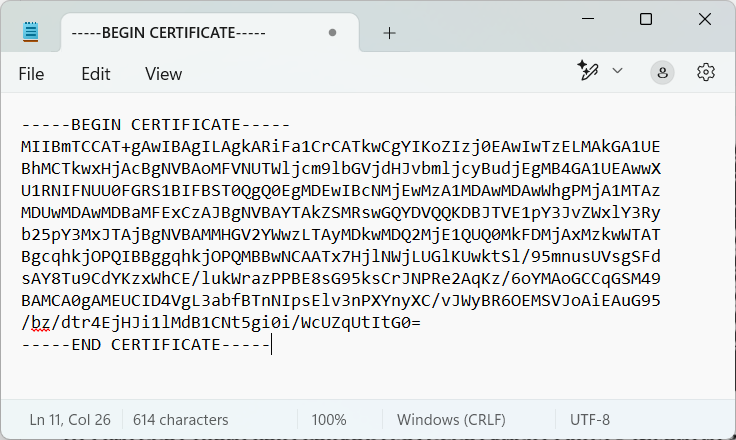 -----BEGIN CERTIFICATE-----
File Edit View
-----BEGIN CERTIFICATE-----
MIIBmTCCAT+gAwIBAgILAgkARiFa1CrCATkwCgYIKoZIzj0EAwIwTzELMAkGA1UE
BhMCTkwxHjAcBgNVBAoMFVNUTWljcm9lbGVjdHJvbmljcyBudjEgMB4GA1UEAwwX
U1RNIFNUU0FGRS1BIFBST0QgQ0EgMDEwIBcNMjEwMzA1MDAwMDAwWhgPMjA1MTAz
MDUwMDAwMDBaMFExCzAJBgNVBAYTAkZSMRswGQYDVQQKDBJTVE1pY3JvZWxlY3Ry
b25pY3MxJTAjBgNVBAMMHGV2YWwzLTAyMDkwMDQ2MjE1QUQ0MkFDMjAxMzkwWTAT
BgcqhkjOPQIBBggqhkjOPQMBBwNCAATx7HjlNWjLUGlKUwktSl/95mnusUVsgSFd
sAY8Tu9CdYKzxWhCE/lukWrazPPBE8sG95ksCrJNPRe2AqKz/6oYMAoGCCqGSM49
BAMCA0gAMEUCID4VgL3abfBTnNIpsElv3nPXYnyXC/vJWyBR6OEMSVJoAiEAuG95
/bz/dtr4EjHJi1lMdB1CNt5gi0i/WcUZqUtItG0=
-----END CERTIFICATE-----
Ln 11, Col 26 614 characters 100% Windows (CRLF) UTF-8